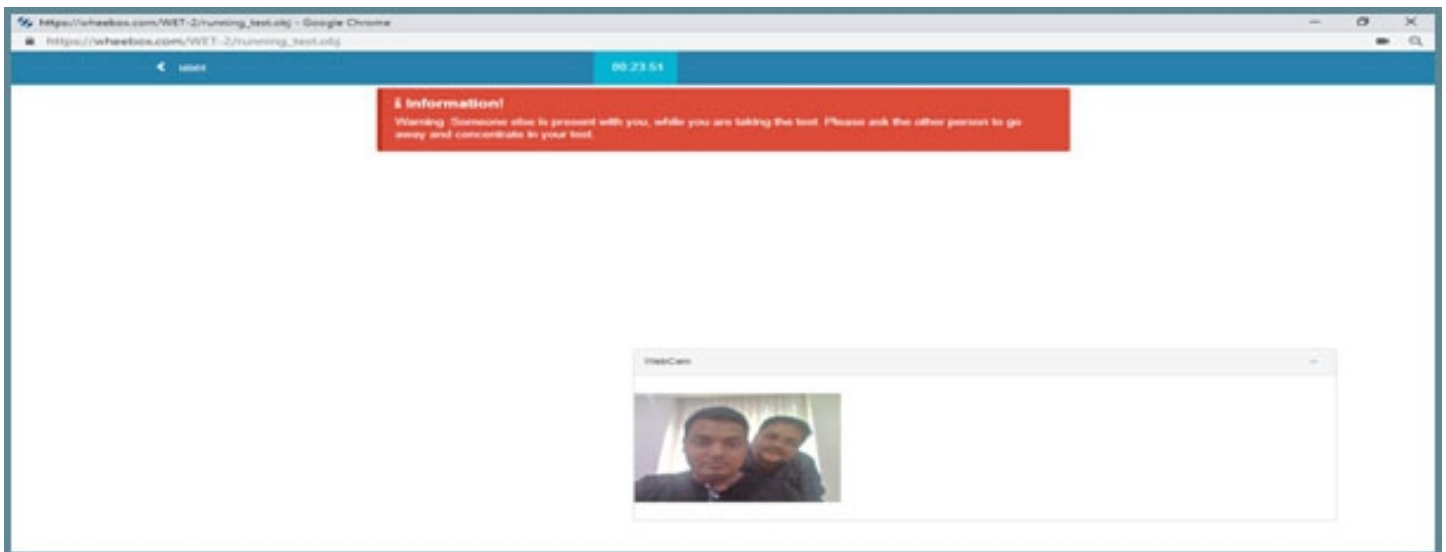 https://wheebox.com/WET-2/running_test.obj - Google Chrome
https://wheebox.com/WET-2/running_test.obj
user
00:23:51
Information!
Warning :Someone else is present with you, while you are taking the test. Please ask the other person to go
away and concentrate in your test.
WebCam